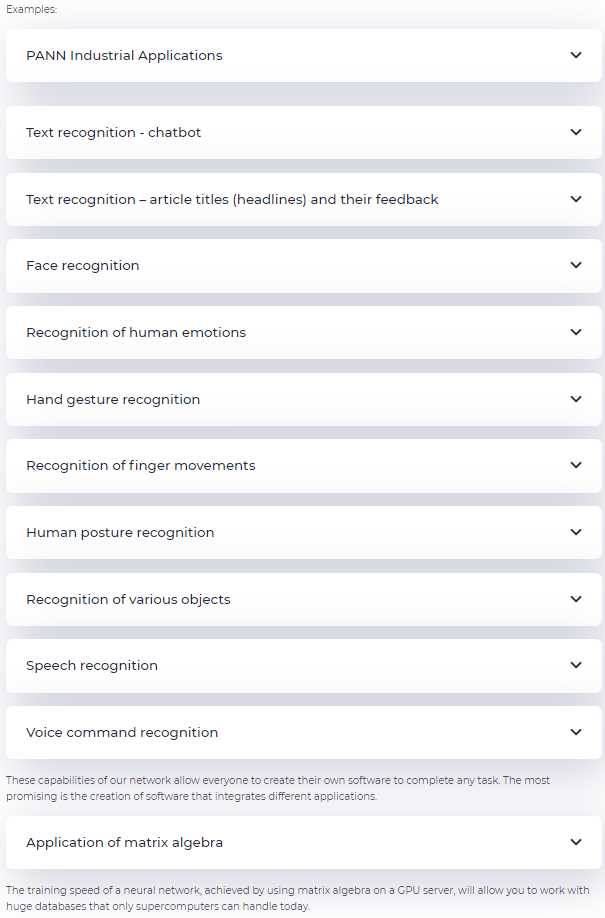 Examples:
PANN Industrial Applications
Text recognition - chatbot
Text recognition – article titles (headlines) and their feedback
Face recognition
Recognition of human emotions
Hand gesture recognition
Recognition of finger movements
Human posture recognition
Recognition of various objects
Speech recognition
Voice command recognition
These capabilities of our network allow everyone to create their own software to complete any task. The most
promising is the creation of software that integrates different applications.
Application of matrix algebra
The training speed of a neural network, achieved by using matrix algebra on a GPU server, will allow you to work with
huge databases that only supercomputers can handle today.